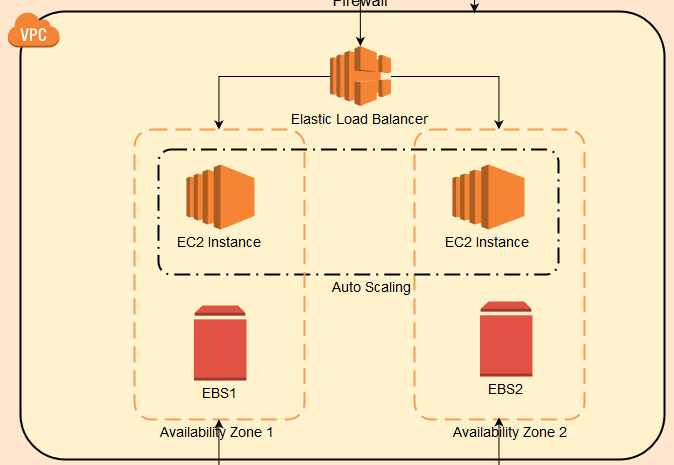 Firewall
VPC
Elastic Load Balancer
EC2 Instance
EC2 Instance
Auto Scaling
EBS1
EBS2
Availability Zone 1
Availability Zone 2